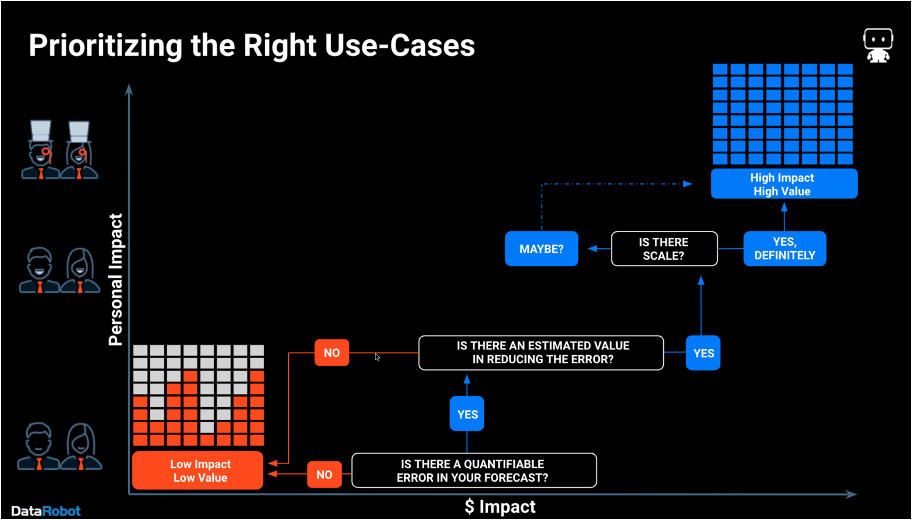 Prioritizing the Right Use-Cases
High Impact
High Value
MAYBE?
IS THERE
SCALE?
YES,
DEFINITELY
Personal Impact
NO
IS THERE AN ESTIMATED VALUE
IN REDUCING THE ERROR?
YES
YES
Low Impact
Low Value
NO
IS THERE A QUANTIFIABLE
ERROR IN YOUR FORECAST?
$ Impact
DataRobot